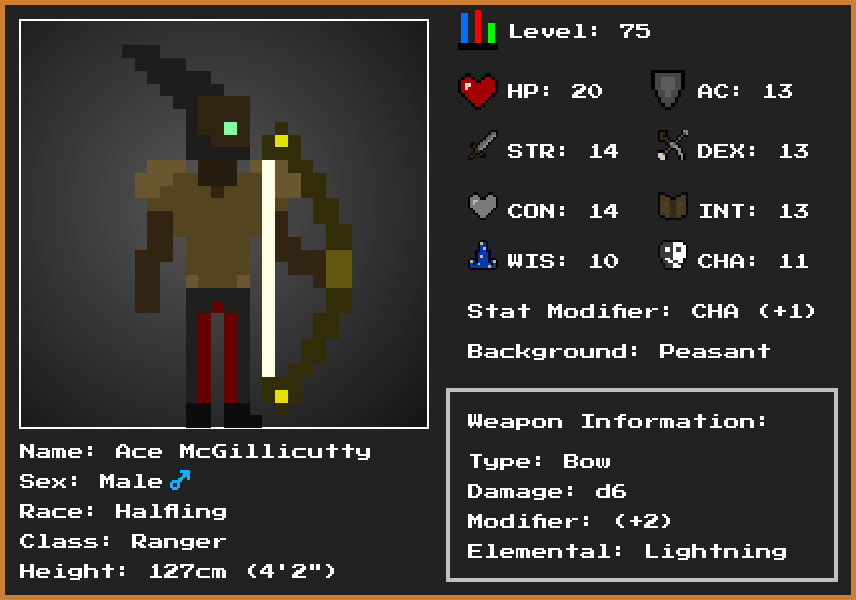 Level: 75
HP: 20
AC: 13
STR: 14
DEX: 13
CON: 14
INT: 13
WIS: 10
CHA: 11
Stat Modifier: CHA (+1)
Background: Peasant
Name: Ace McGillicutty
Sex: Male ♂
Race: Halfling
Class: Ranger
Height: 127cm (4'2")
Weapon Information:
Type: Bow
Damage: d6
Modifier: (+2)
Elemental: Lightning